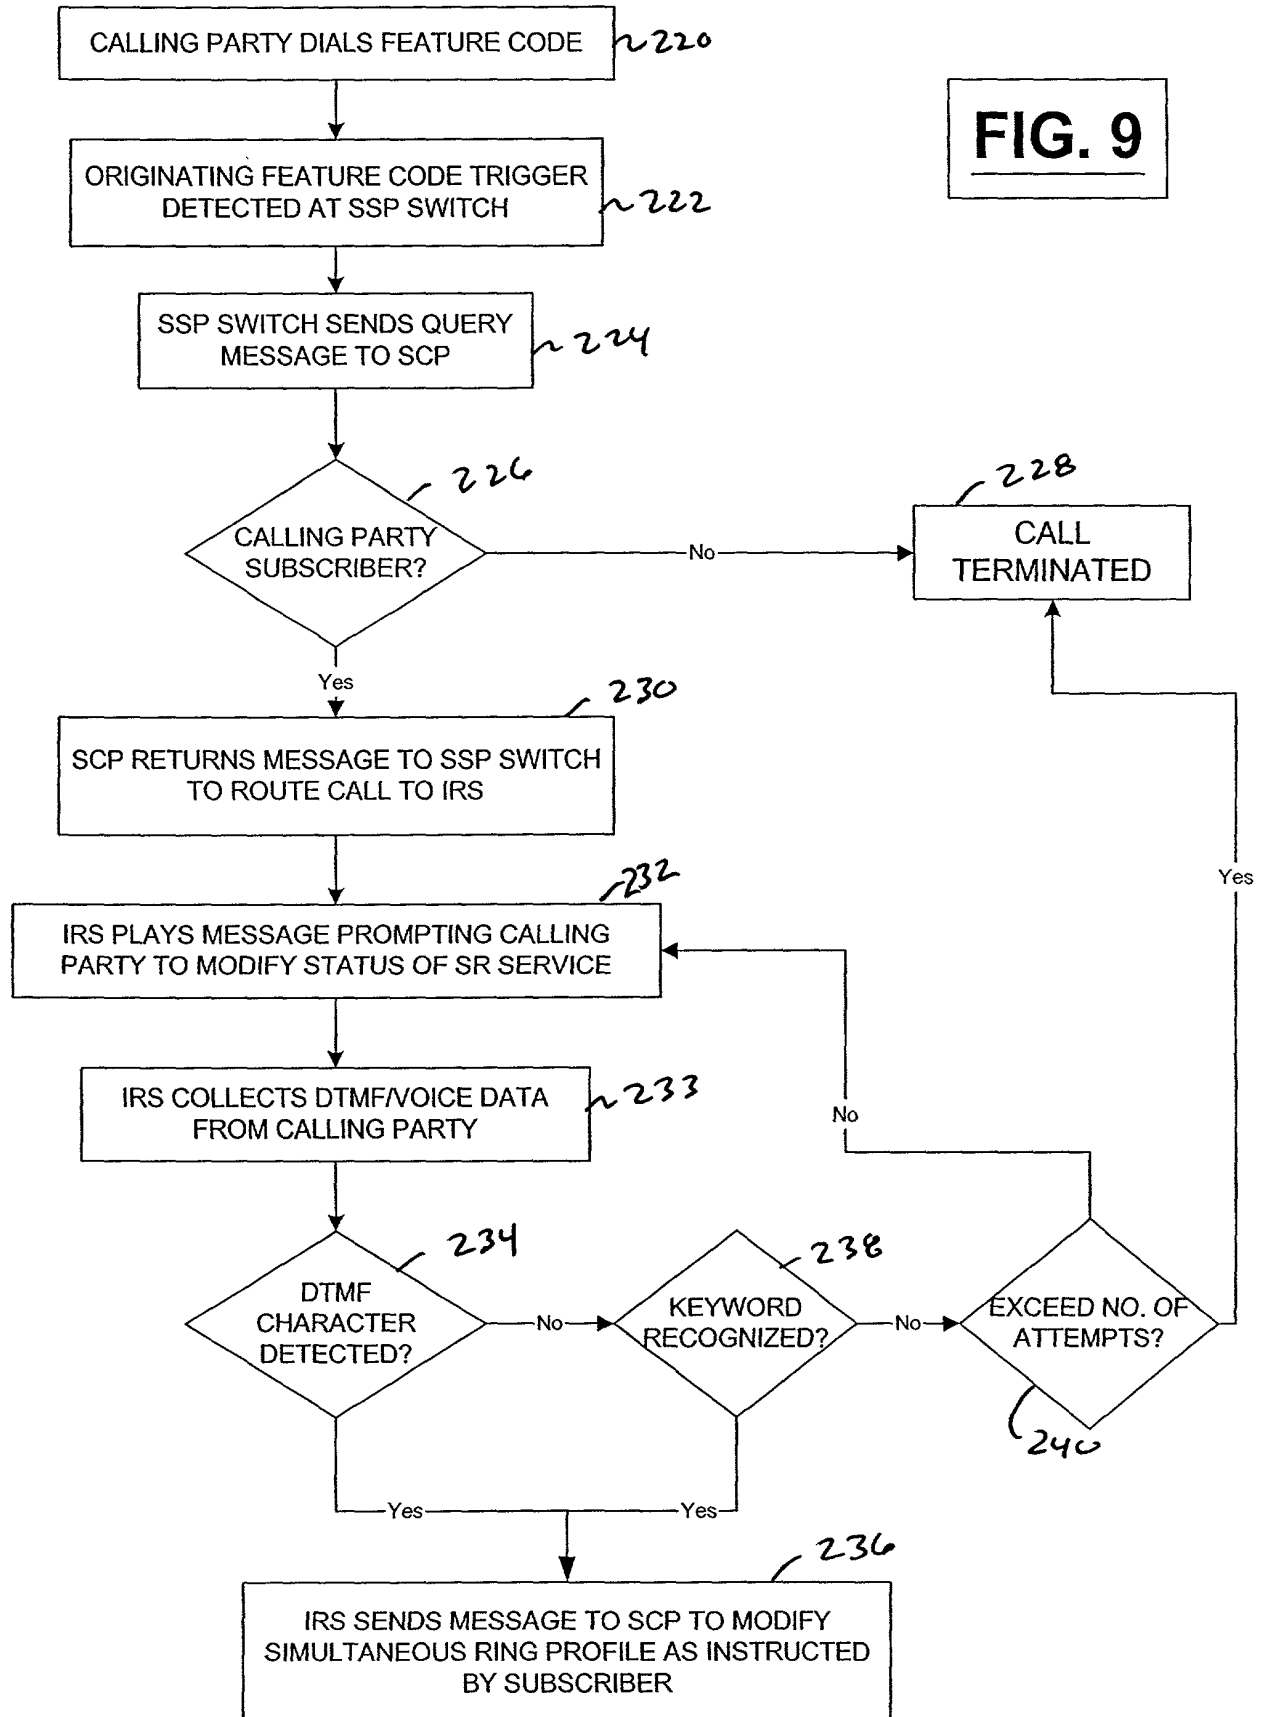 CALLING PARTY DIALS FEATURE CODE
220
FIG. 9
ORIGINATING FEATURE CODE TRIGGER
DETECTED AT SSP SWITCH
222
SSP SWITCH SENDS QUERY
MESSAGE TO SCP
224
226
CALLING PARTY
SUBSCRIBER?
No
228
CALL
TERMINATED
Yes
230
SCP RETURNS MESSAGE TO SSP SWITCH
TO ROUTE CALL TO IRS
Yes
232
IRS PLAYS MESSAGE PROMPTING CALLING
PARTY TO MODIFY STATUS OF SR SERVICE
233
IRS COLLECTS DTMF/VOICE DATA
FROM CALLING PARTY
No
234
DTMF
CHARACTER
DETECTED?
No
238
KEYWORD
RECOGNIZED?
No
EXCEED NO. OF
ATTEMPTS?
240
Yes
Yes
236
IRS SENDS MESSAGE TO SCP TO MODIFY
SIMULTANEOUS RING PROFILE AS INSTRUCTED
BY SUBSCRIBER